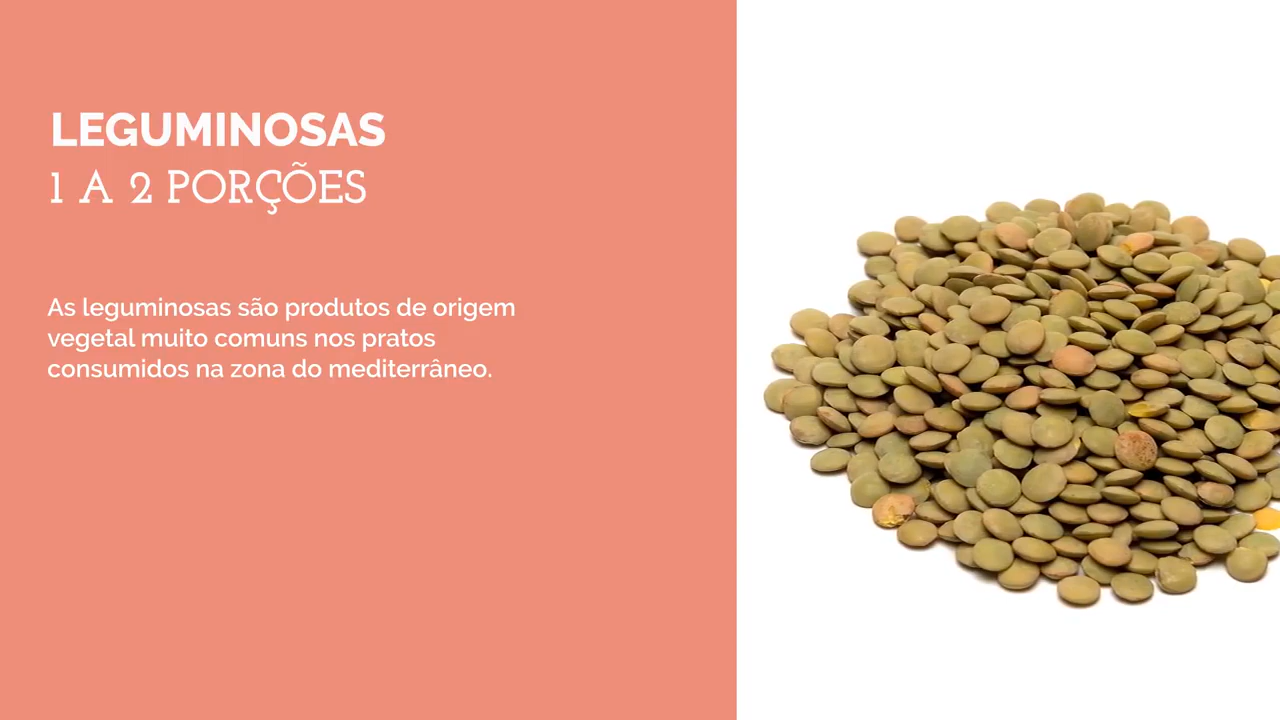 LEGUMINOSAS
1 A 2 PORÇÕES
As leguminosas são produtos de origem
vegetal muito comuns nos pratos
consumidos na zona do mediterrâneo.